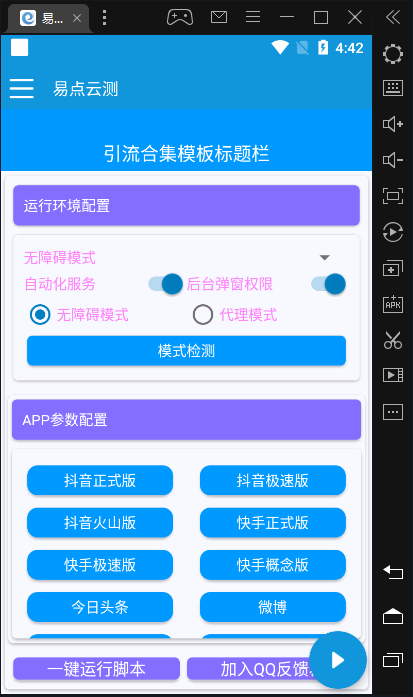 易...
4:42
易点云测
引流合集模板标题栏
运行环境配置
无障碍模式
自动化服务 后台弹窗权限
无障碍模式 代理模式
模式检测
APP参数配置
抖音正式版 抖音极速版
抖音火山版 快手正式版
快手极速版 快手概念版
今日头条 微博
一键运行脚本 加入QQ反馈
APK